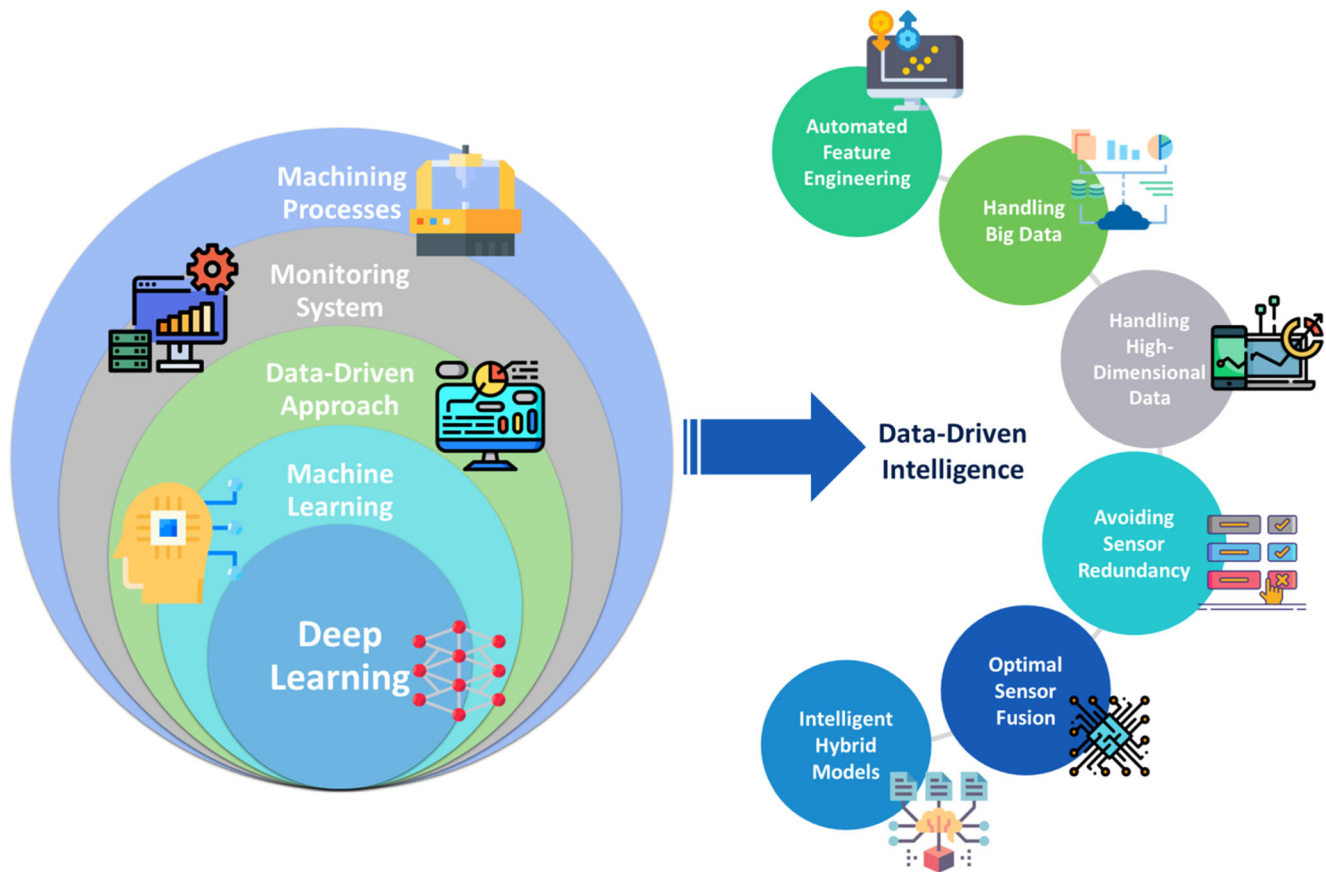 Machining
Processes
Monitoring
System
Data-Driven
Approach
Machine
Learning
Deep
Learning
Data-Driven
Intelligence
Automated
Feature
Engineering
Handling
Big Data
Handling
High-
Dimensional
Data
Avoiding
Sensor
Redundancy
Optimal
Sensor
Fusion
Intelligent
Hybrid
Models